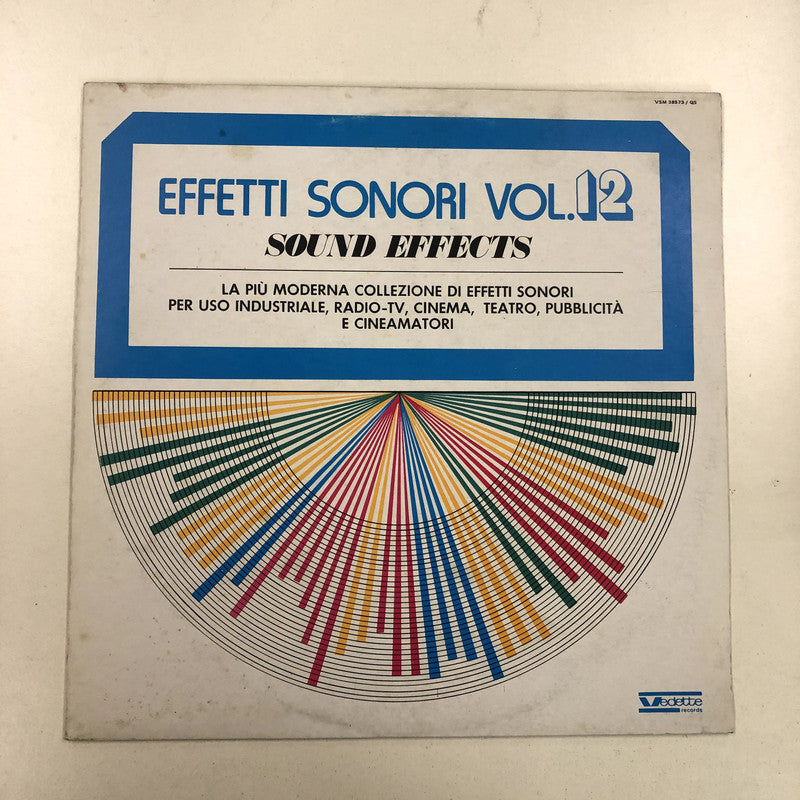 VSM 38573 / QS
EFFETTI SONORI VOL.12
SOUND EFFECTS
LA PIÙ MODERNA COLLEZIONE DI EFFETTI SONORI
PER USO INDUSTRIALE, RADIO-TV, CINEMA, TEATRO, PUBBLICITÀ
E CINEAMATORI
Vedette
records